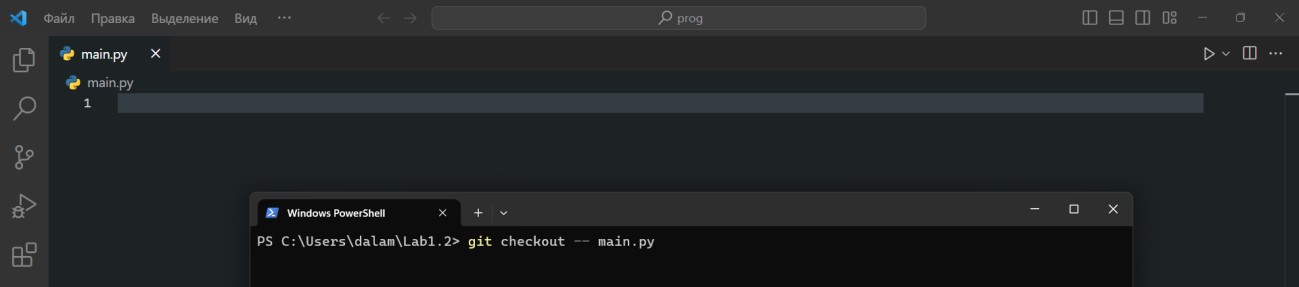 Файл Правка Выделение Вид ··· prog
main.py
main.py
1
Windows PowerShell
PS C:\Users\dalam\Lab1.2> git checkout -- main.py